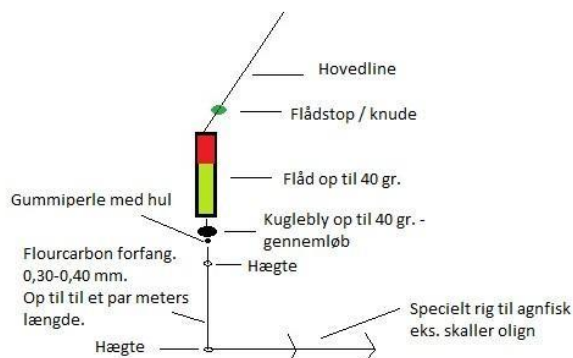 Hovedline
Flådstop / knude
Flåd op til 40 gr.
Gummiperle med hul
Kuglebly op til 40 gr. -
gennemløb
Flourcarbon forfang.
0,30-0,40 mm.
Op til til et par meters
længde.
Hægte
Specielt rig til agnfisk
eks. skaller olign
Hægte